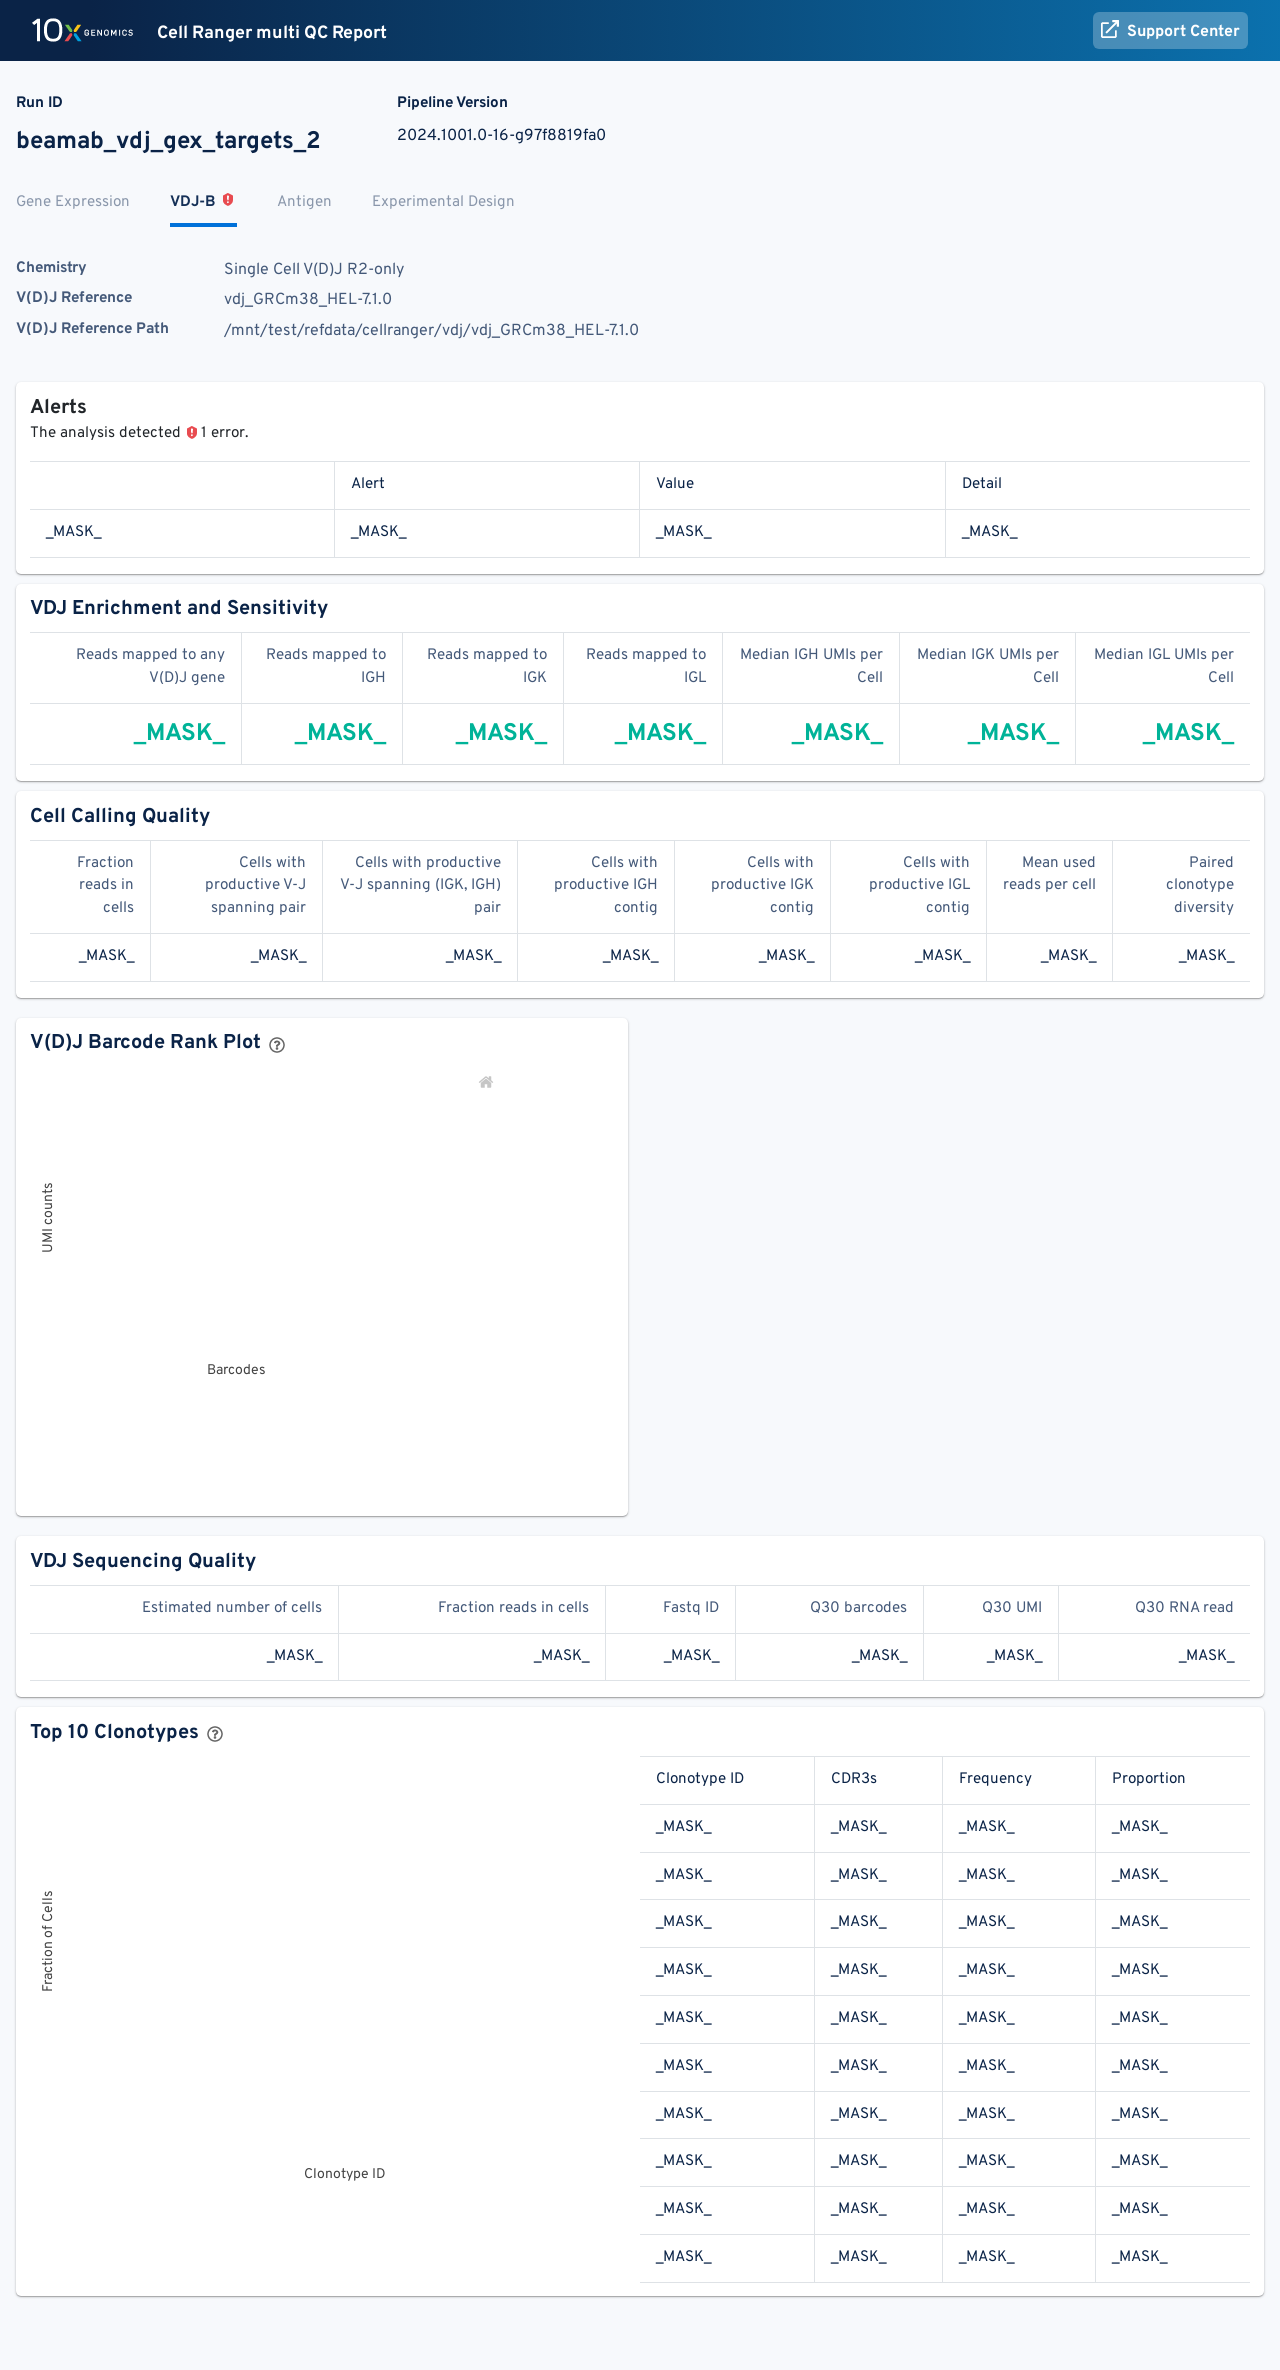 10x GENOMICS Cell Ranger multi QC Report Support Center
Run ID Pipeline Version
beamab_vdj_gex_targets_2 2024.1001.0-16-g97f8819fa0
Gene Expression VDJ-B Antigen Experimental Design
Chemistry Single Cell V(D)J R2-only
V(D)J Reference vdj_GRCm38_HEL-7.1.0
V(D)J Reference Path /mnt/test/refdata/cellranger/vdj/vdj_GRCm38_HEL-7.1.0
Alerts
The analysis detected 1 error.
Alert Value Detail
_MASK_ _MASK_ _MASK_ _MASK_
VDJ Enrichment and Sensitivity
Reads mapped to any Reads mapped to Reads mapped to Reads mapped to Median IGH UMIs per Median IGK UMIs per Median IGL UMIs per
V(D)J gene IGH IGK IGL Cell Cell Cell
_MASK_ _MASK_ _MASK_ _MASK_ _MASK_ _MASK_ _MASK_
Cell Calling Quality
Fraction Cells with Cells with productive Cells with Cells with Cells with Mean used Paired
reads in productive V-J V-J spanning (IGK, IGH) productive IGH productive IGK productive IGL reads per cell clonotype
cells spanning pair pair contig contig contig diversity
_MASK_ _MASK_ _MASK_ _MASK_ _MASK_ _MASK_ _MASK_ _MASK_
V(D)J Barcode Rank Plot ?
UMI counts
Barcodes
VDJ Sequencing Quality
Estimated number of cells Fraction reads in cells Fastq ID Q30 barcodes Q30 UMI Q30 RNA read
_MASK_ _MASK_ _MASK_ _MASK_ _MASK_ _MASK_
Top 10 Clonotypes ?
Clonotype ID CDR3s Frequency Proportion
_MASK_ _MASK_ _MASK_ _MASK_
_MASK_ _MASK_ _MASK_ _MASK_
_MASK_ _MASK_ _MASK_ _MASK_
Fraction of Cells
_MASK_ _MASK_ _MASK_ _MASK_
_MASK_ _MASK_ _MASK_ _MASK_
_MASK_ _MASK_ _MASK_ _MASK_
_MASK_ _MASK_ _MASK_ _MASK_
_MASK_ _MASK_ _MASK_ _MASK_
Clonotype ID
_MASK_ _MASK_ _MASK_ _MASK_
_MASK_ _MASK_ _MASK_ _MASK_